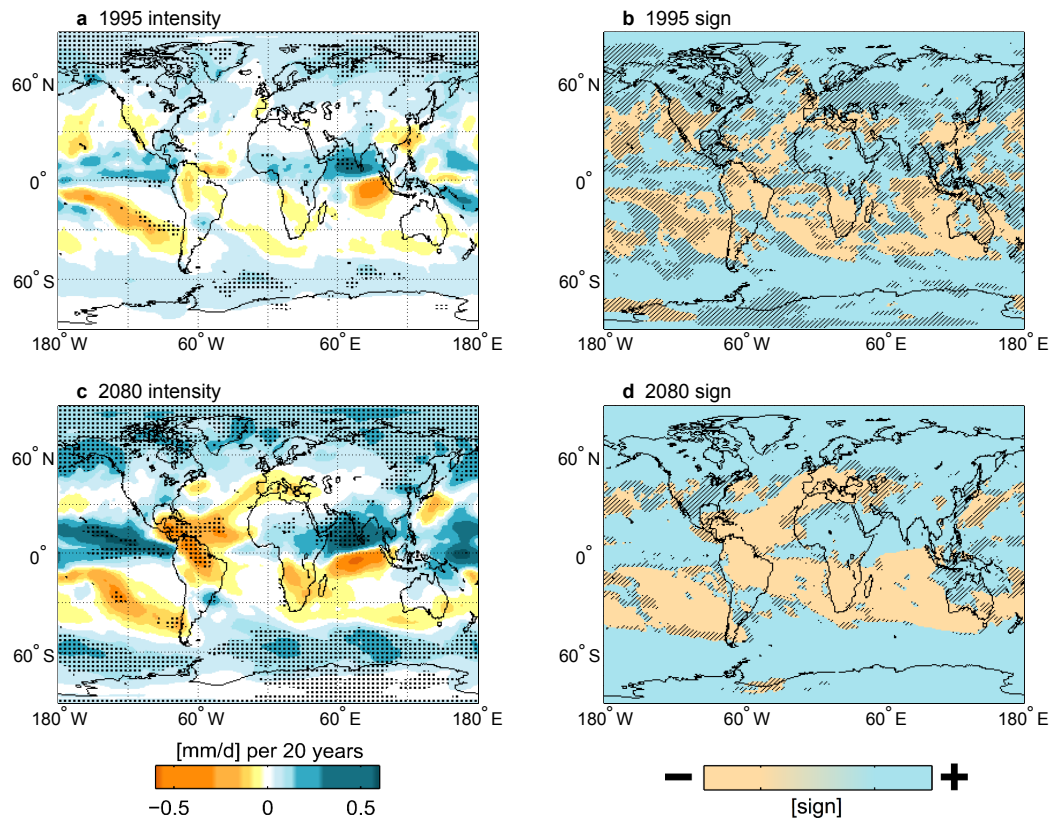 a 1995 intensity
b 1995 sign
60° N
0°
60° S
180° W
60° W
60° E
180° E
60° N
0°
60° S
180° W
60° W
60° E
180° E
c 2080 intensity
d 2080 sign
60° N
0°
60° S
180° W
60° W
60° E
180° E
60° N
0°
60° S
180° W
60° W
60° E
180° E
[mm/d] per 20 years
−0.5
0
0.5
− +
[sign]